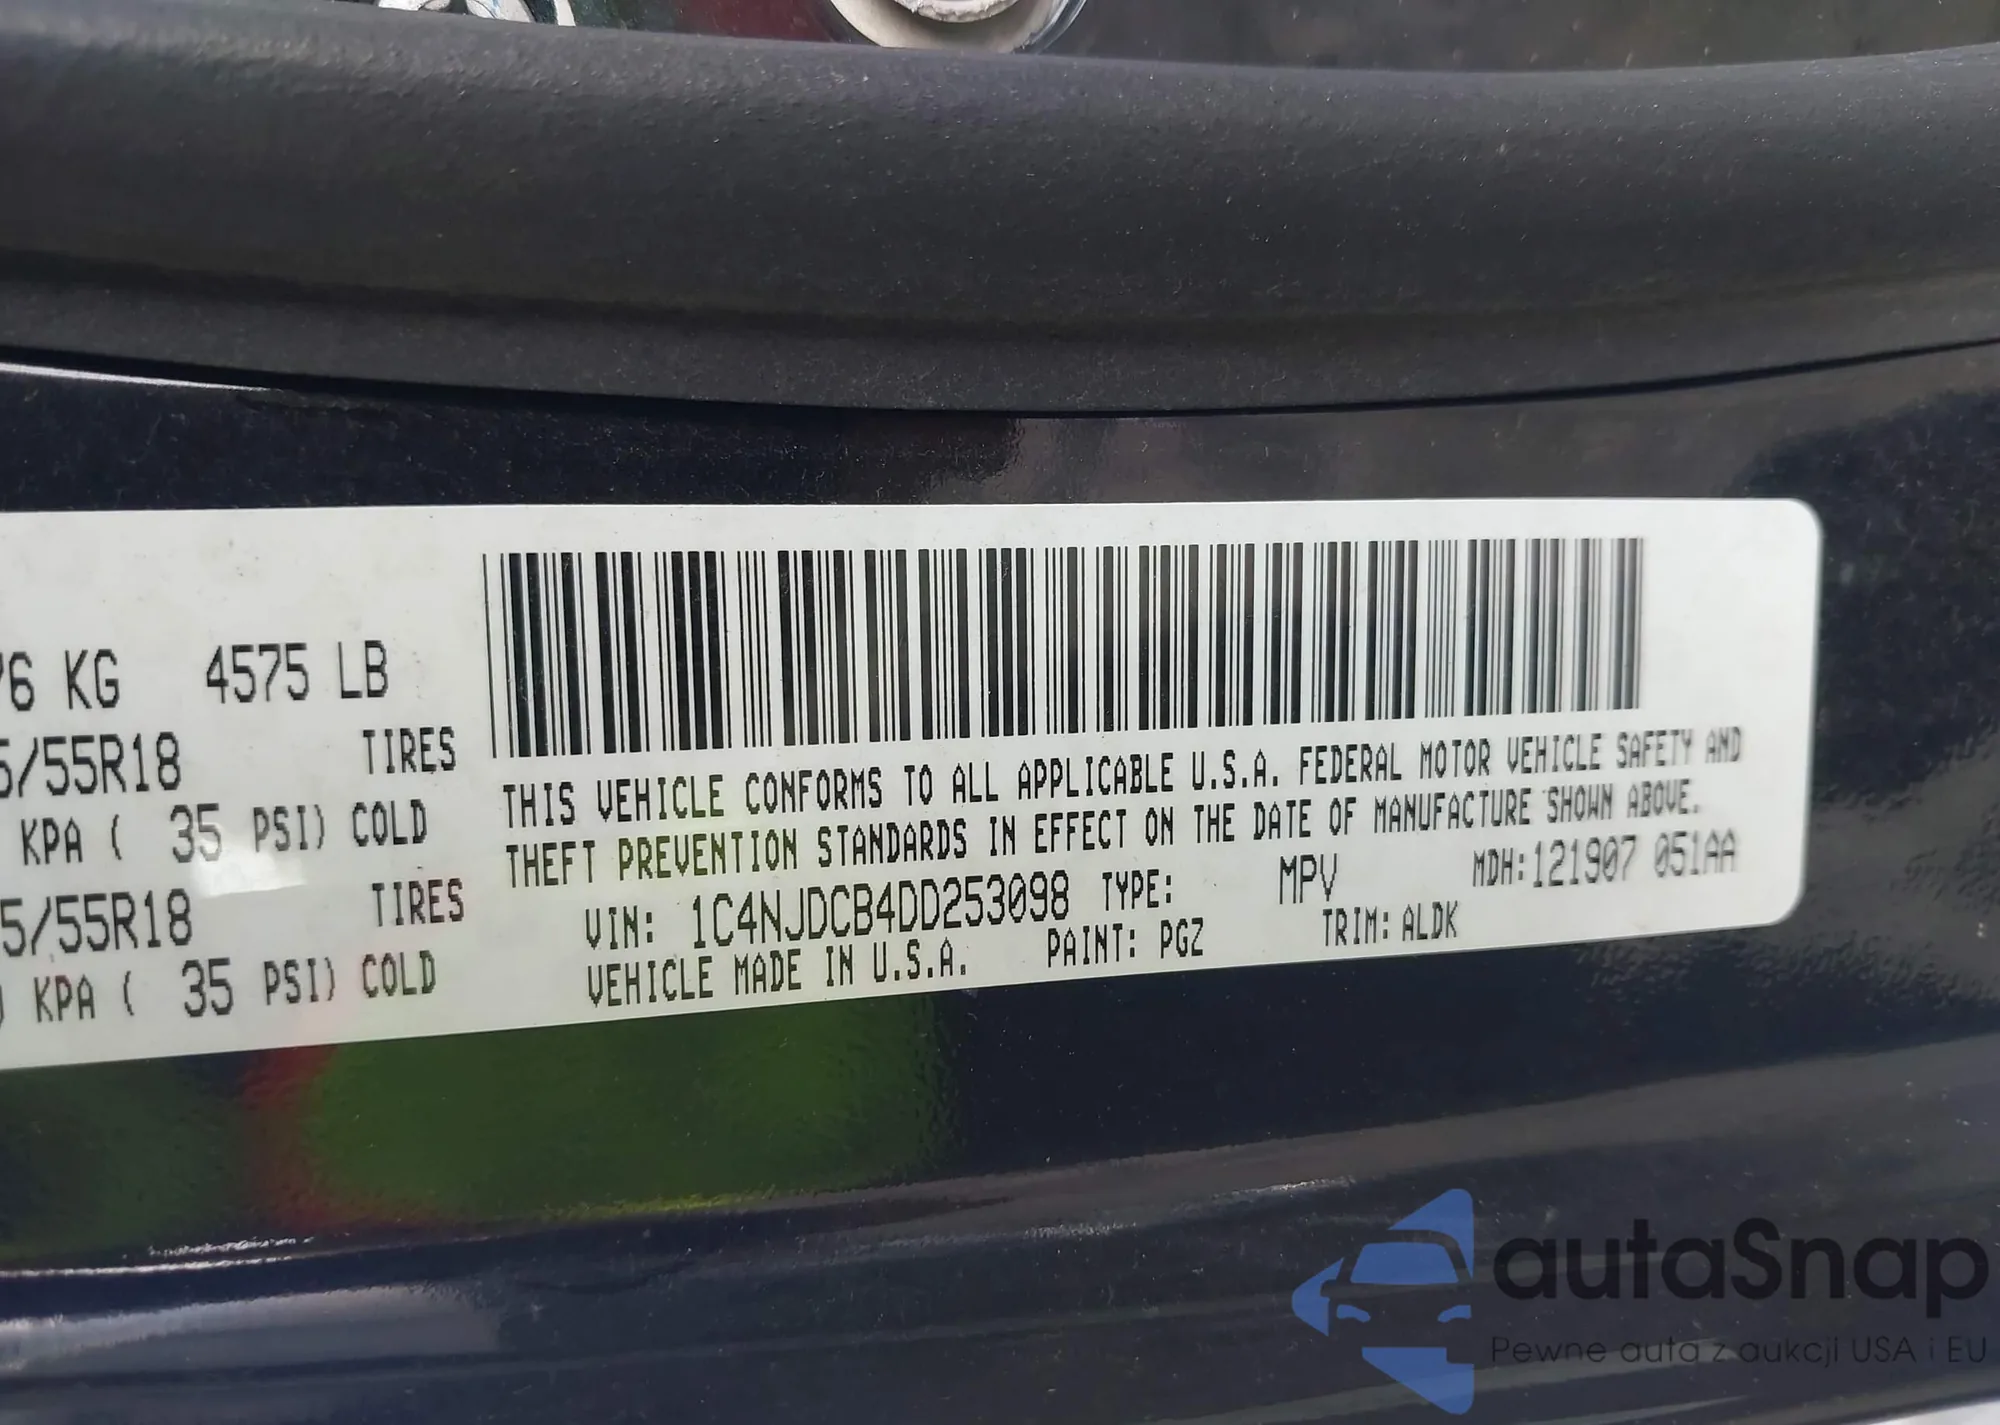 76 KG 4575 LB
5/55R18 TIRES
KPA ( 35 PSI) COLD
5/55R18 TIRES
KPA ( 35 PSI) COLD
THIS VEHICLE CONFORMS TO ALL APPLICABLE U.S.A. FEDERAL MOTOR VEHICLE SAFETY AND
THEFT PREVENTION STANDARDS IN EFFECT ON THE DATE OF MANUFACTURE SHOWN ABOVE.
VIN: 1C4NJDCB4DD253098 TYPE: MPV MDH:121907 051AA
VEHICLE MADE IN U.S.A. PAINT: PGZ TRIM: ALDK
autaSnap
Pewne auta z aukcji USA i EU